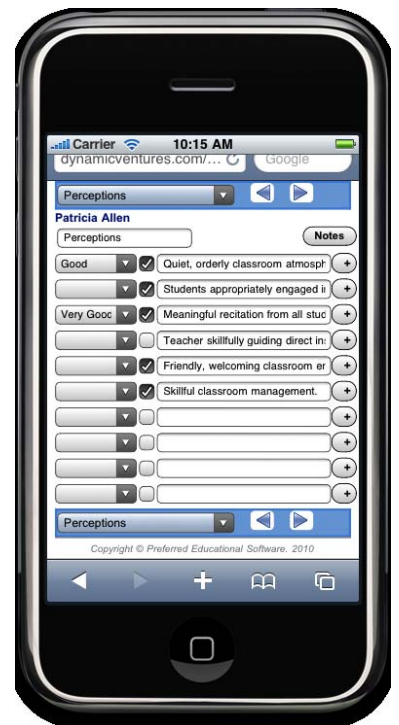 Carrier 10:15 AM
dynamicventures.com/... Google
Perceptions
Patricia Allen
Perceptions Notes
Good Quiet, orderly classroom atmosph +
Students appropriately engaged i +
Very Good Meaningful recitation from all stud +
Teacher skillfully guiding direct in +
Friendly, welcoming classroom en +
Skillful classroom management. +
+
+
+
+
Perceptions
Copyright © Preferred Educational Software. 2010